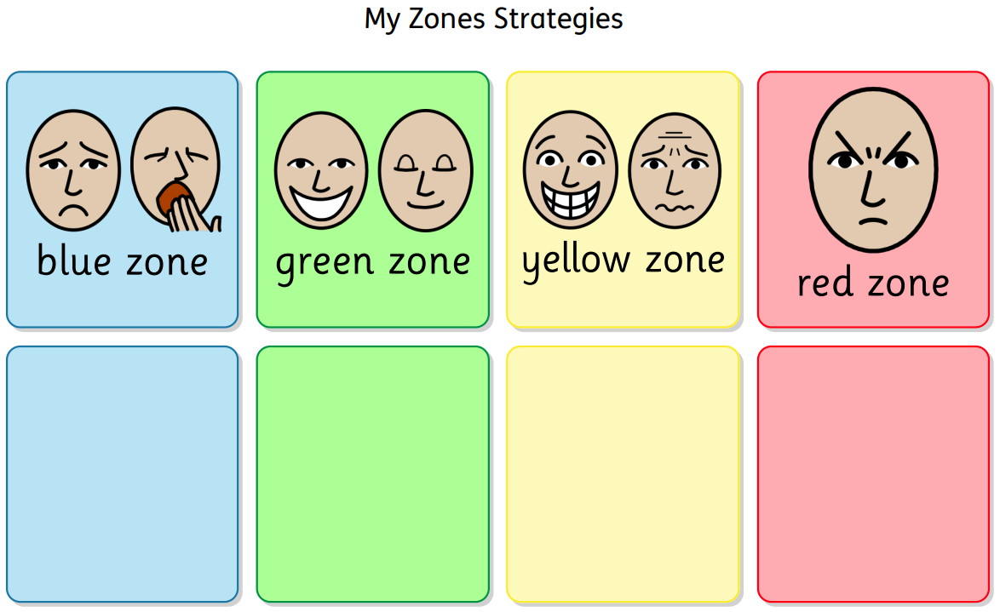 My Zones Strategies
blue zone
green zone
yellow zone
red zone